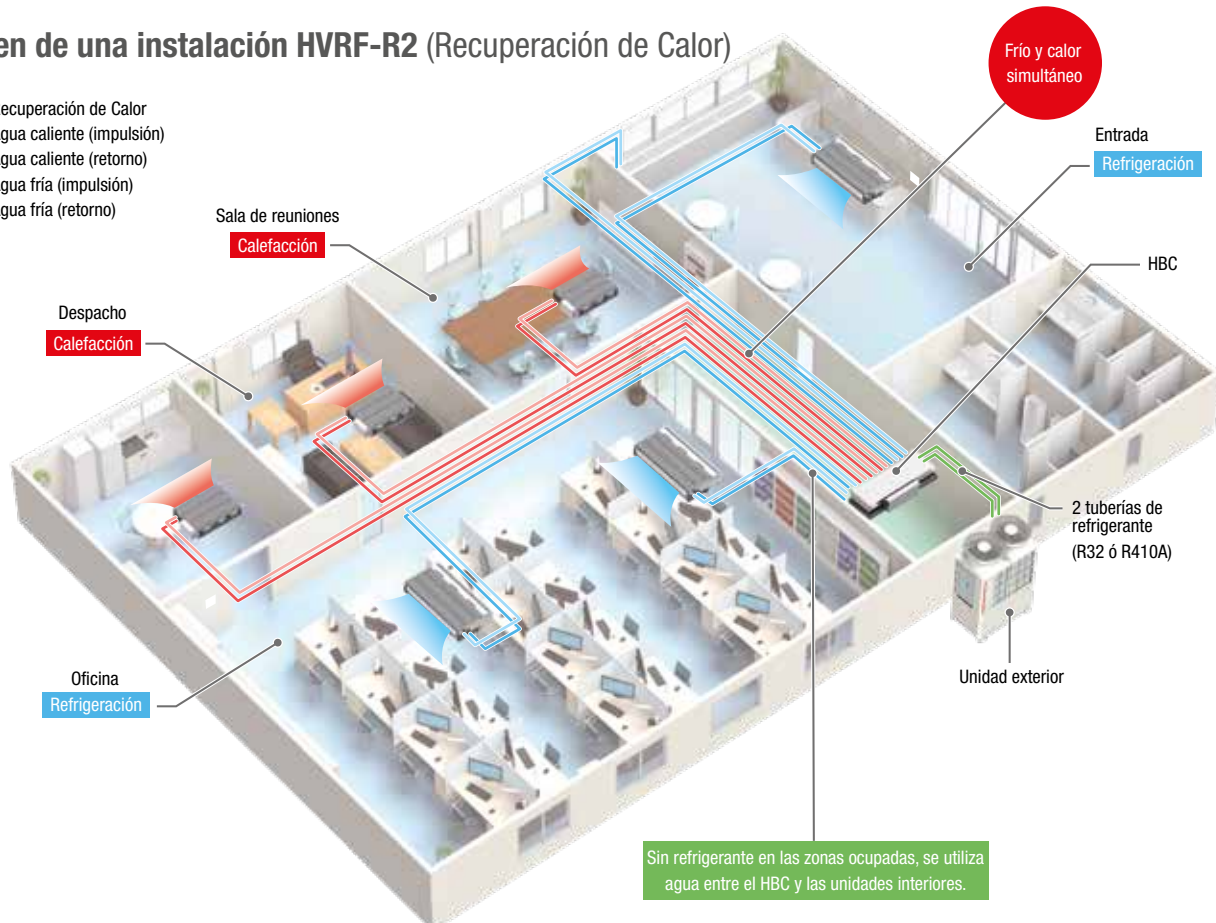 en de una instalación HVRF-R2 (Recuperación de Calor)
ecuperación de Calor
gua caliente (impulsión)
gua caliente (retorno)
gua fría (impulsión)
gua fría (retorno)
Frío y calor
simultáneo
Entrada
Refrigeración
Sala de reuniones
Calefacción
HBC
Despacho
Calefacción
2 tuberías de
refrigerante
(R32 ó R410A)
Oficina
Refrigeración
Unidad exterior
Sin refrigerante en las zonas ocupadas, se utiliza
agua entre el HBC y las unidades interiores.